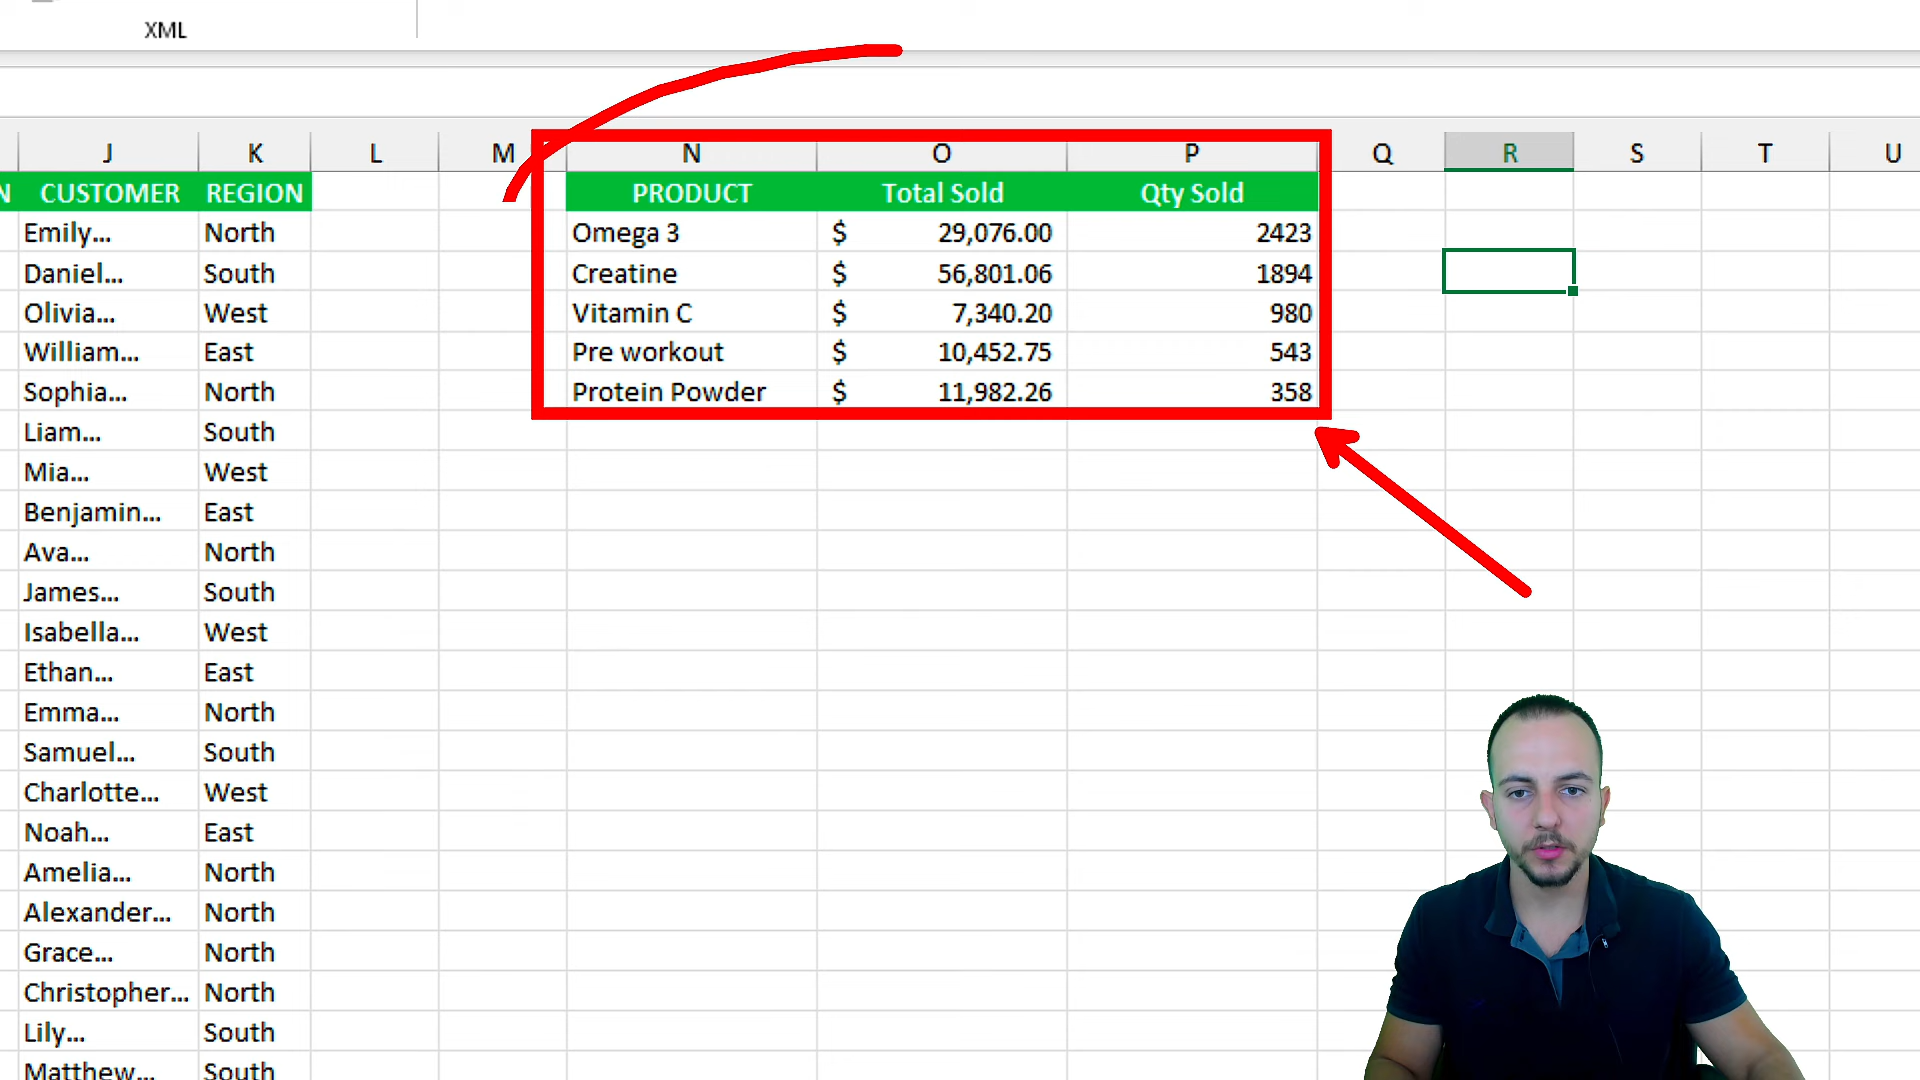 XML
J K L M N O P Q R S T U
N CUSTOMER REGION PRODUCT Total Sold Qty Sold
Emily... North Omega 3 $ 29,076.00 2423
Daniel... South Creatine $ 56,801.06 1894
Olivia... West Vitamin C $ 7,340.20 980
William... East Pre workout $ 10,452.75 543
Sophia... North Protein Powder $ 11,982.26 358
Liam... South
Mia... West
Benjamin... East
Ava... North
James... South
Isabella... West
Ethan... East
Emma... North
Samuel... South
Charlotte... West
Noah... East
Amelia... North
Alexander... North
Grace... North
Christopher... North
Lily... South
Matthew... South